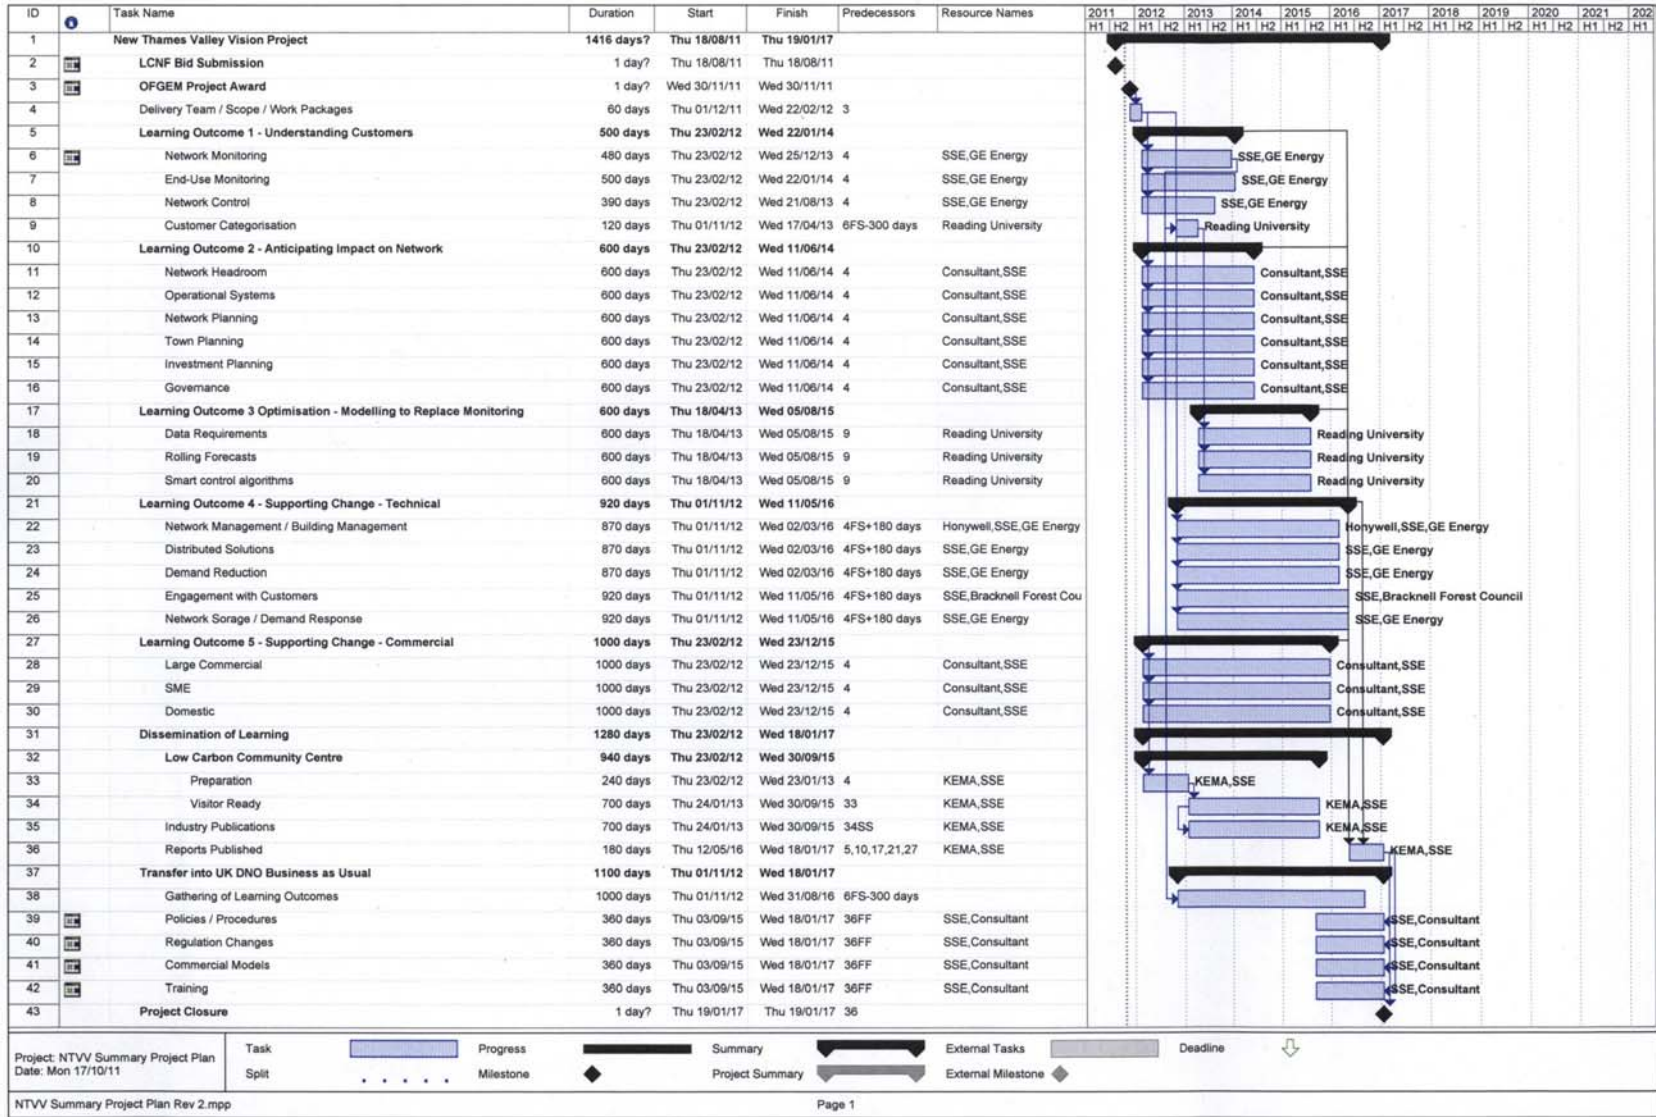 ID Task Name Duration Start Finish Predecessors Resource Names 2011 2012 2013 2014 2015 2016 2017 2018 2019 2020 2021 202
H1 H2 H1 H2 H1 H2 H1 H2 H1 H2 H1 H2 H1 H2 H1 H2 H1 H2 H1 H2 H1 H2 H1
1 New Thames Valley Vision Project 1416 days? Thu 18/08/11 Thu 19/01/17
2 LCNF Bid Submission 1 day? Thu 18/08/11 Thu 18/08/11
3 OFGEM Project Award 1 day? Wed 30/11/11 Wed 30/11/11
4 Delivery Team / Scope / Work Packages 60 days Thu 01/12/11 Wed 22/02/12 3
5 Learning Outcome 1 - Understanding Customers 500 days Thu 23/02/12 Wed 22/01/14
6 Network Monitoring 480 days Thu 23/02/12 Wed 25/12/13 4 SSE,GE Energy SSE,GE Energy
7 End-Use Monitoring 500 days Thu 23/02/12 Wed 22/01/14 4 SSE,GE Energy SSE,GE Energy
8 Network Control 390 days Thu 23/02/12 Wed 21/08/13 4 SSE,GE Energy SSE,GE Energy
9 Customer Categorisation 120 days Thu 01/11/12 Wed 17/04/13 6FS-300 days Reading University Reading University
10 Learning Outcome 2 - Anticipating Impact on Network 600 days Thu 23/02/12 Wed 11/06/14
11 Network Headroom 600 days Thu 23/02/12 Wed 11/06/14 4 Consultant,SSE Consultant,SSE
12 Operational Systems 600 days Thu 23/02/12 Wed 11/06/14 4 Consultant,SSE Consultant,SSE
13 Network Planning 600 days Thu 23/02/12 Wed 11/06/14 4 Consultant,SSE Consultant,SSE
14 Town Planning 600 days Thu 23/02/12 Wed 11/06/14 4 Consultant,SSE Consultant,SSE
15 Investment Planning 600 days Thu 23/02/12 Wed 11/06/14 4 Consultant,SSE Consultant,SSE
16 Governance 600 days Thu 23/02/12 Wed 11/06/14 4 Consultant,SSE Consultant,SSE
17 Learning Outcome 3 Optimisation - Modelling to Replace Monitoring 600 days Thu 18/04/13 Wed 05/08/15
18 Data Requirements 600 days Thu 18/04/13 Wed 05/08/15 9 Reading University Reading University
19 Rolling Forecasts 600 days Thu 18/04/13 Wed 05/08/15 9 Reading University Reading University
20 Smart control algorithms 600 days Thu 18/04/13 Wed 05/08/15 9 Reading University Reading University
21 Learning Outcome 4 - Supporting Change - Technical 920 days Thu 01/11/12 Wed 11/05/16
22 Network Management / Building Management 870 days Thu 01/11/12 Wed 02/03/16 4FS+180 days Honywell,SSE,GE Energy Honywell,SSE,GE Energy
23 Distributed Solutions 870 days Thu 01/11/12 Wed 02/03/16 4FS+180 days SSE,GE Energy SSE,GE Energy
24 Demand Reduction 870 days Thu 01/11/12 Wed 02/03/16 4FS+180 days SSE,GE Energy SSE,GE Energy
25 Engagement with Customers 920 days Thu 01/11/12 Wed 11/05/16 4FS+180 days SSE,Bracknell Forest Cou SSE,Bracknell Forest Council
26 Network Sorage / Demand Response 920 days Thu 01/11/12 Wed 11/05/16 4FS+180 days SSE,GE Energy SSE,GE Energy
27 Learning Outcome 5 - Supporting Change - Commercial 1000 days Thu 23/02/12 Wed 23/12/15
28 Large Commercial 1000 days Thu 23/02/12 Wed 23/12/15 4 Consultant,SSE Consultant,SSE
29 SME 1000 days Thu 23/02/12 Wed 23/12/15 4 Consultant,SSE Consultant,SSE
30 Domestic 1000 days Thu 23/02/12 Wed 23/12/15 4 Consultant,SSE Consultant,SSE
31 Dissemination of Learning 1280 days Thu 23/02/12 Wed 18/01/17
32 Low Carbon Community Centre 940 days Thu 23/02/12 Wed 30/09/15
33 Preparation 240 days Thu 23/02/12 Wed 23/01/13 4 KEMA,SSE KEMA,SSE
34 Visitor Ready 700 days Thu 24/01/13 Wed 30/09/15 33 KEMA,SSE KEMA,SSE
35 Industry Publications 700 days Thu 24/01/13 Wed 30/09/15 34SS KEMA,SSE KEMA,SSE
36 Reports Published 180 days Thu 12/05/16 Wed 18/01/17 5,10,17,21,27 KEMA,SSE KEMA,SSE
37 Transfer into UK DNO Business as Usual 1100 days Thu 01/11/12 Wed 18/01/17
38 Gathering of Learning Outcomes 1000 days Thu 01/11/12 Wed 31/08/16 6FS-300 days
39 Policies / Procedures 360 days Thu 03/09/15 Wed 18/01/17 36FF SSE,Consultant SSE,Consultant
40 Regulation Changes 360 days Thu 03/09/15 Wed 18/01/17 36FF SSE,Consultant SSE,Consultant
41 Commercial Models 360 days Thu 03/09/15 Wed 18/01/17 36FF SSE,Consultant SSE,Consultant
42 Training 360 days Thu 03/09/15 Wed 18/01/17 36FF SSE,Consultant SSE,Consultant
43 Project Closure 1 day? Thu 19/01/17 Thu 19/01/17 36
Project: NTVV Summary Project Plan
Date: Mon 17/10/11
Task Progress Summary External Tasks Deadline
Split Milestone Project Summary External Milestone
NTVV Summary Project Plan Rev 2.mpp Page 1